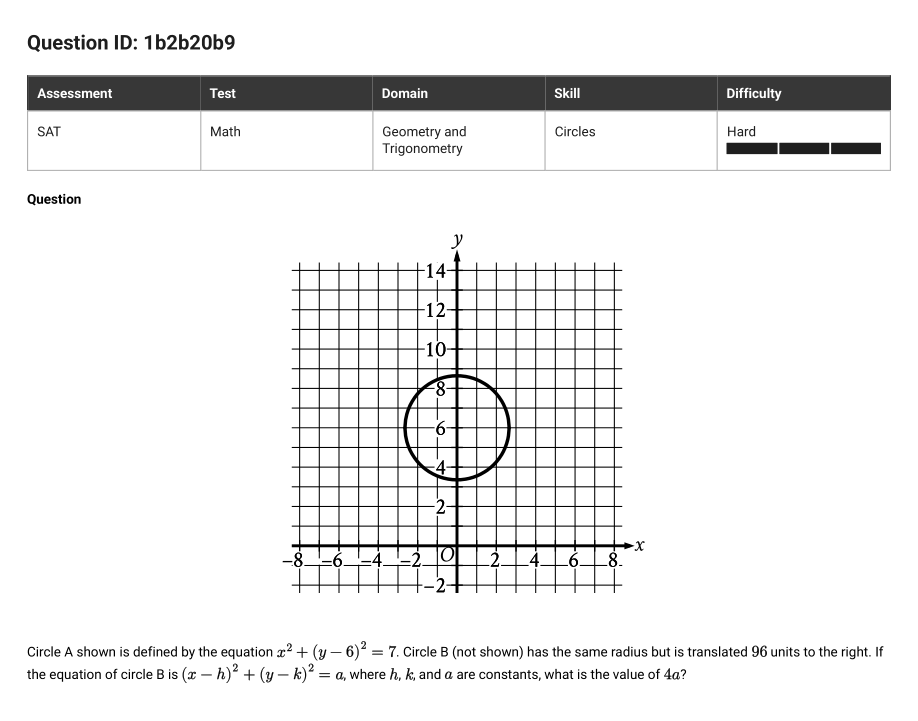 Question ID: 1b2b20b9
Assessment Test Domain Skill Difficulty
SAT Math Geometry and Trigonometry Circles Hard
Question
y
14
12
10
8
6
4
2
−8 −6 −4 −2 O 2 4 6 8 x
−2
Circle A shown is defined by the equation x² + (y − 6)² = 7. Circle B (not shown) has the same radius but is translated 96 units to the right. If
the equation of circle B is (x − h)² + (y − k)² = a, where h, k, and a are constants, what is the value of 4a?